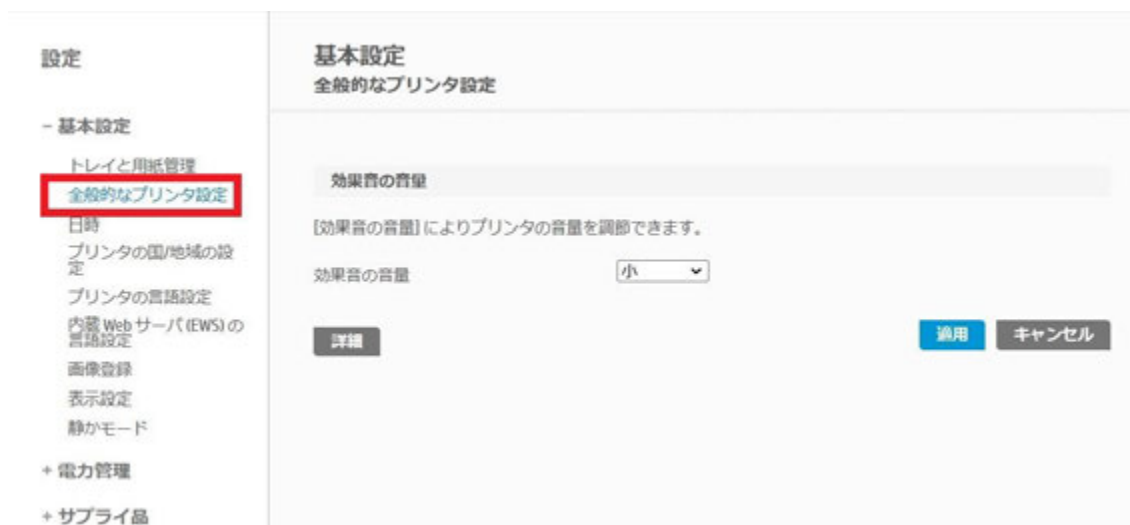 設定
- 基本設定
トレイと用紙管理
全般的なプリンタ設定
日時
プリンタの国/地域の設
定
プリンタの言語設定
内蔵 Web サーバ (EWS) の
言語設定
画像登録
表示設定
静かモード
+ 電力管理
+ サプライ品
基本設定
全般的なプリンタ設定
効果音の音量
[効果音の音量] によりプリンタの音量を調節できます。
効果音の音量
小
詳細
適用
キャンセル